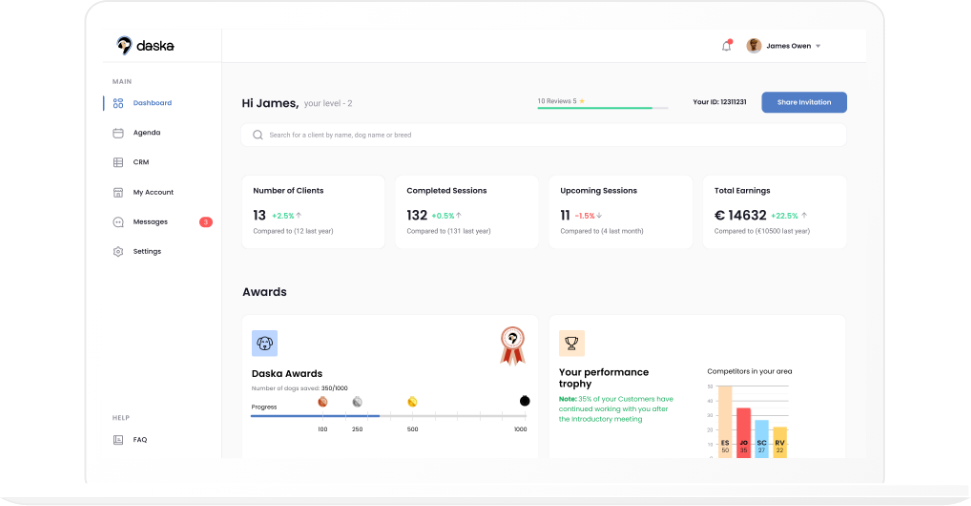 daska
James Owen
MAIN
Dashboard
Agenda
CRM
My Account
Messages
3
Settings
HELP
FAQ
Hi James, your level - 2
10 Reviews 5
Your ID: 12311231
Share Invitation
Search for a client by name, dog name or breed
Number of Clients
13 +2.5%
Compared to (12 last year)
Completed Sessions
132 +0.5%
Compared to (131 last year)
Upcoming Sessions
11 -1.5%
Compared to (4 last month)
Total Earnings
€ 14632 +22.5%
Compared to (€10500 last year)
Awards
Daska Awards
Number of dogs saved: 350/1000
Progress
100 250 500 1000
Your performance
trophy
Note: 35% of your Customers have
continued working with you after
the introductory meeting
Competitors in your area
50
40
30
20
10
0
ES JO SC RV
50 35 27 22